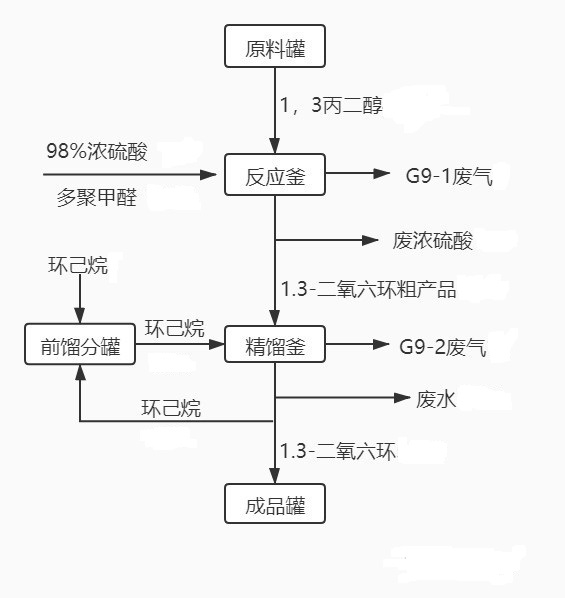 原料罐
1，3丙二醇
98%浓硫酸
多聚甲醛
反应釜
G9-1废气
废浓硫酸
环己烷
1.3-二氧六环粗产品
前馏分罐
环己烷
精馏釜
G9-2废气
环己烷
废水
1.3-二氧六环
成品罐